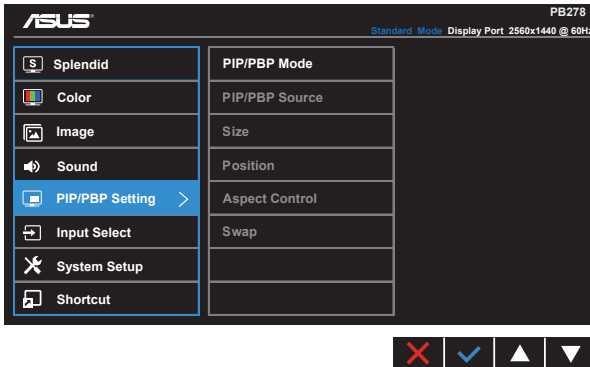 ASUS
PB278
Standard Mode Display Port 2560x1440 @ 60Hz
S Splendid
Color
Image
Sound
PIP/PBP Setting
Input Select
System Setup
Shortcut
PIP/PBP Mode
PIP/PBP Source
Size
Position
Aspect Control
Swap